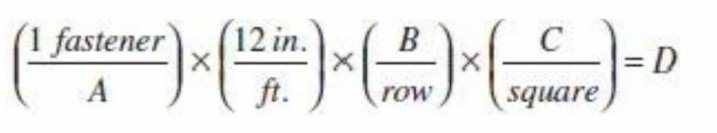 (1 fastener / A) × (12 in. / ft.) × (B / row) × (C / square) = D